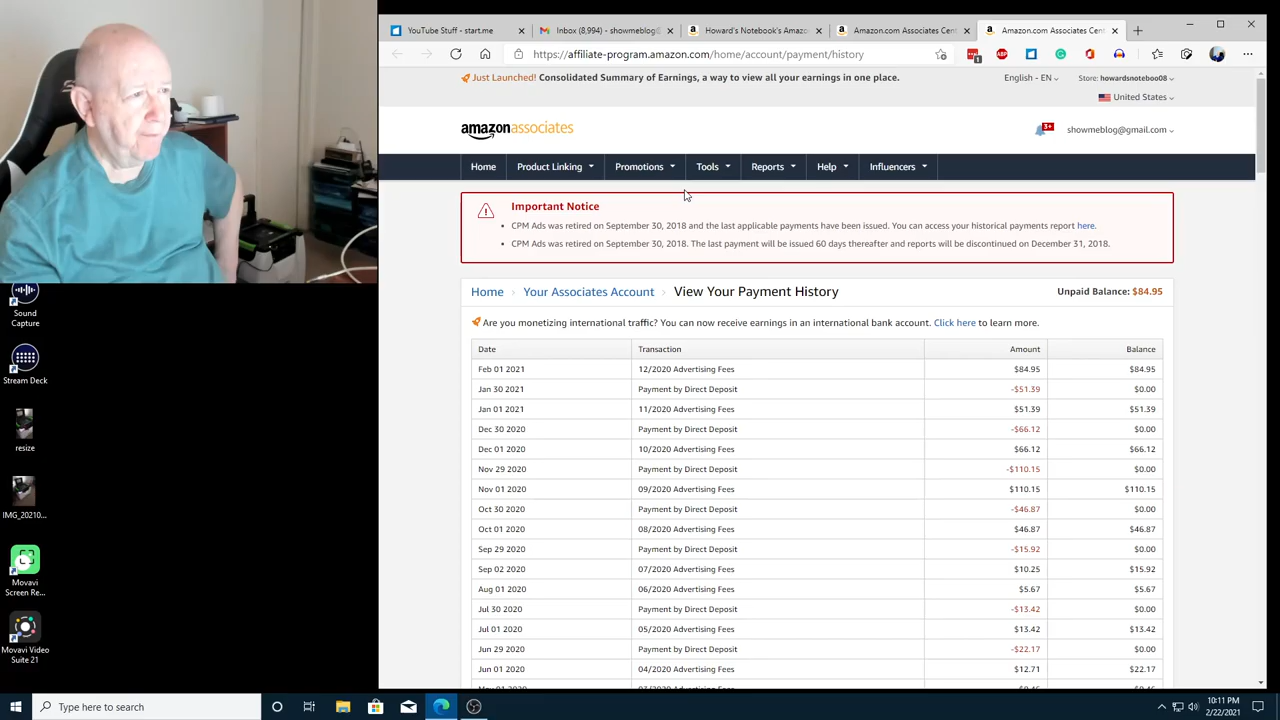 YouTube Stuff - start.me
Inbox (8,994) - showmeblog@
Howard's Notebook's Amazo
Amazon.com Associates Cent
Amazon.com Associates Cent
https://affiliate-program.amazon.com/home/account/payment/history
Just Launched! Consolidated Summary of Earnings, a way to view all your earnings in one place.
English - EN
Store: howardsnoteboo08
United States
amazonassociates
3+
showmeblog@gmail.com
Home
Product Linking
Promotions
Tools
Reports
Help
Influencers
Important Notice
• CPM Ads was retired on September 30, 2018 and the last applicable payments have been issued. You can access your historical payments report here.
• CPM Ads was retired on September 30, 2018. The last payment will be issued 60 days thereafter and reports will be discontinued on December 31, 2018.
Home › Your Associates Account › View Your Payment History
Unpaid Balance: $84.95
Are you monetizing international traffic? You can now receive earnings in an international bank account. Click here to learn more.
Date Transaction Amount Balance
Feb 01 2021 12/2020 Advertising Fees $84.95 $84.95
Jan 30 2021 Payment by Direct Deposit -$51.39 $0.00
Jan 01 2021 11/2020 Advertising Fees $51.39 $51.39
Dec 30 2020 Payment by Direct Deposit -$66.12 $0.00
Dec 01 2020 10/2020 Advertising Fees $66.12 $66.12
Nov 29 2020 Payment by Direct Deposit -$110.15 $0.00
Nov 01 2020 09/2020 Advertising Fees $110.15 $110.15
Oct 30 2020 Payment by Direct Deposit -$46.87 $0.00
Oct 01 2020 08/2020 Advertising Fees $46.87 $46.87
Sep 29 2020 Payment by Direct Deposit -$15.92 $0.00
Sep 02 2020 07/2020 Advertising Fees $10.25 $15.92
Aug 01 2020 06/2020 Advertising Fees $5.67 $5.67
Jul 30 2020 Payment by Direct Deposit -$13.42 $0.00
Jul 01 2020 05/2020 Advertising Fees $13.42 $13.42
Jun 29 2020 Payment by Direct Deposit -$22.17 $0.00
Jun 01 2020 04/2020 Advertising Fees $12.71 $22.17
Sound
Capture
Stream Deck
resize
IMG_20210...
Movavi
Screen Re...
Movavi Video
Suite 21
Type here to search
10:11 PM
2/22/2021